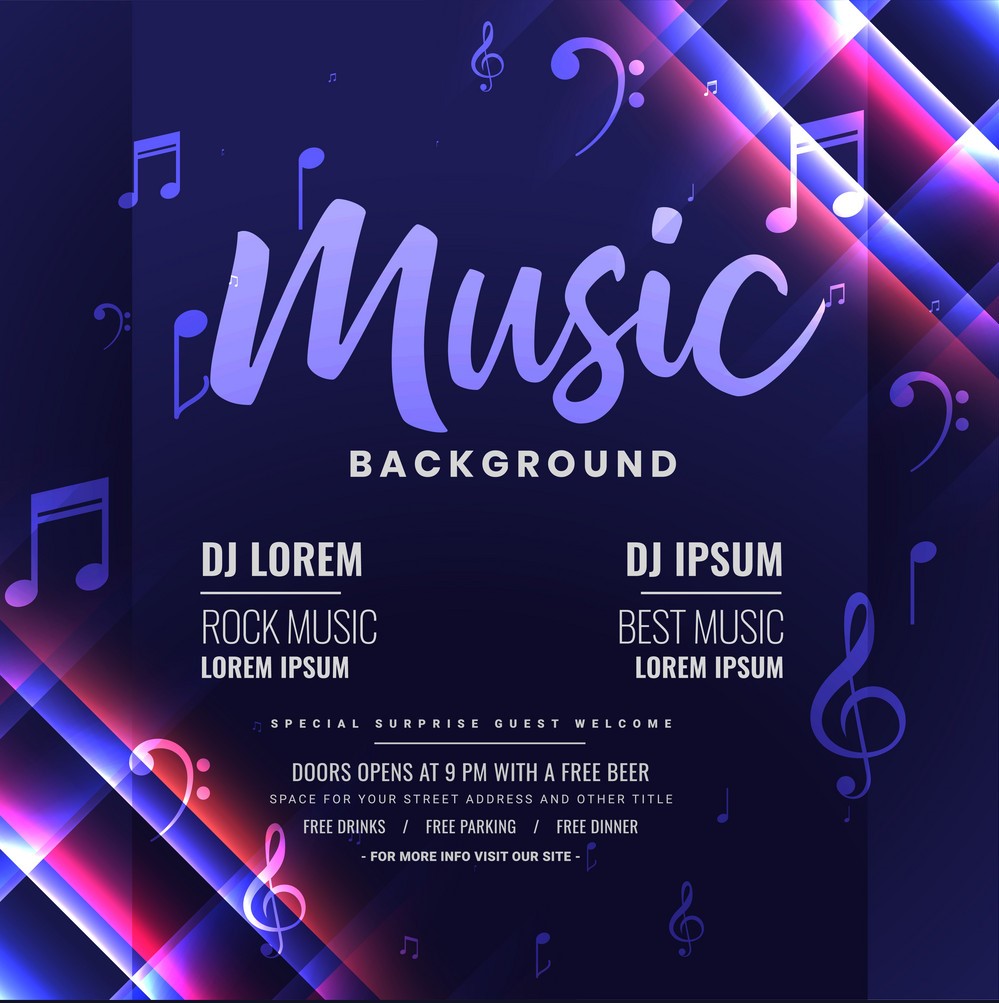 Music
BACKGROUND
DJ LOREM
ROCK MUSIC
LOREM IPSUM
DJ IPSUM
BEST MUSIC
LOREM IPSUM
SPECIAL SURPRISE GUEST WELCOME
DOORS OPENS AT 9 PM WITH A FREE BEER
SPACE FOR YOUR STREET ADDRESS AND OTHER TITLE
FREE DRINKS / FREE PARKING / FREE DINNER
- FOR MORE INFO VISIT OUR SITE -